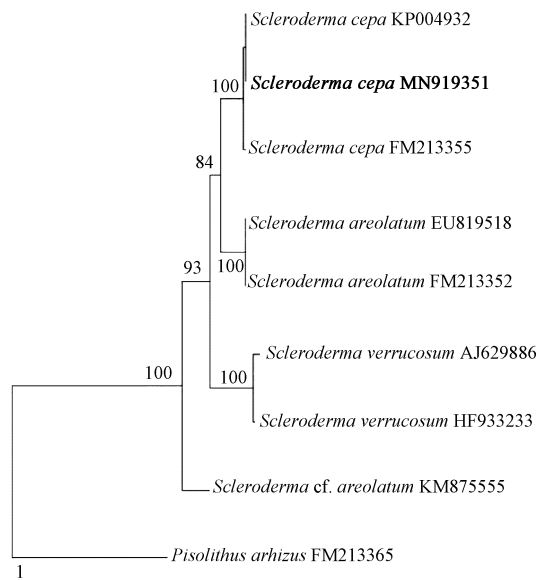 Scleroderma cepa KP004932
Scleroderma cepa MN919351
100
Scleroderma cepa FM213355
84
Scleroderma areolatum EU819518
93
100
Scleroderma areolatum FM213352
Scleroderma verrucosum AJ629886
100
100
Scleroderma verrucosum HF933233
Scleroderma cf. areolatum KM875555
Pisolithus arhizus FM213365
1